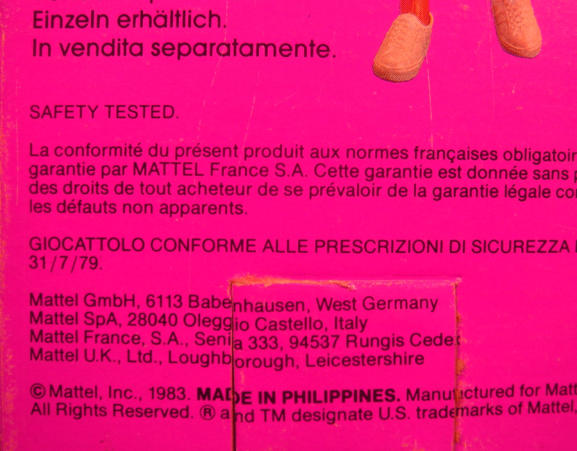 Einzeln erhältlich.
In vendita separatamente.
SAFETY TESTED.
La conformité du présent produit aux normes françaises obligatoir
garantie par MATTEL France S.A. Cette garantie est donnée sans
des droits de tout acheteur de se prévaloir de la garantie légale co
les défauts non apparents.
GIOCATTOLO CONFORME ALLE PRESCRIZIONI DI SICUREZZA
31/7/79.
Mattel GmbH, 6113 Babenhausen, West Germany
Mattel SpA, 28040 Oleggio Castello, Italy
Mattel France, S.A., Senia 333, 94537 Rungis Cedex
Mattel U.K., Ltd., Loughborough, Leicestershire
© Mattel, Inc., 1983. MADE IN PHILIPPINES. Manufctured for Matt
All Rights Reserved. ® and TM designate U.S. trademarks of Mattel,